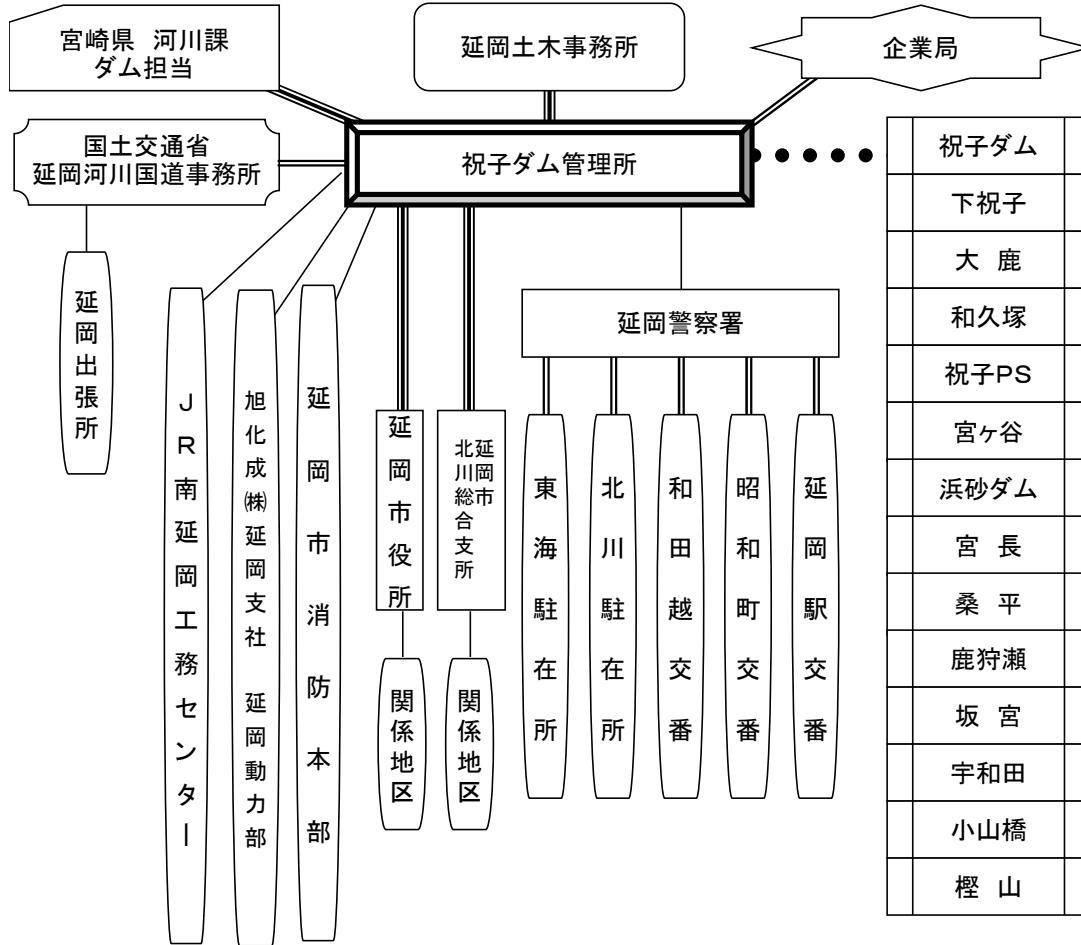 宮崎県 河川課
ダム担当
延岡土木事務所
企業局
国土交通省
延岡河川国道事務所
祝子ダム管理所
延岡出張所
JR南延岡工務センター
旭化成㈱延岡支社 延岡動力部
延岡市消防本部
延岡市役所
関係地区
延岡市
北川総合支所
関係地区
延岡警察署
東海駐在所
北川駐在所
和田越交番
昭和町交番
延岡駅交番
祝子ダム
下祝子
大 鹿
和久塚
祝子PS
宮ヶ谷
浜砂ダム
宮 長
桑 平
鹿狩瀬
坂 宮
宇和田
小山橋
樫 山